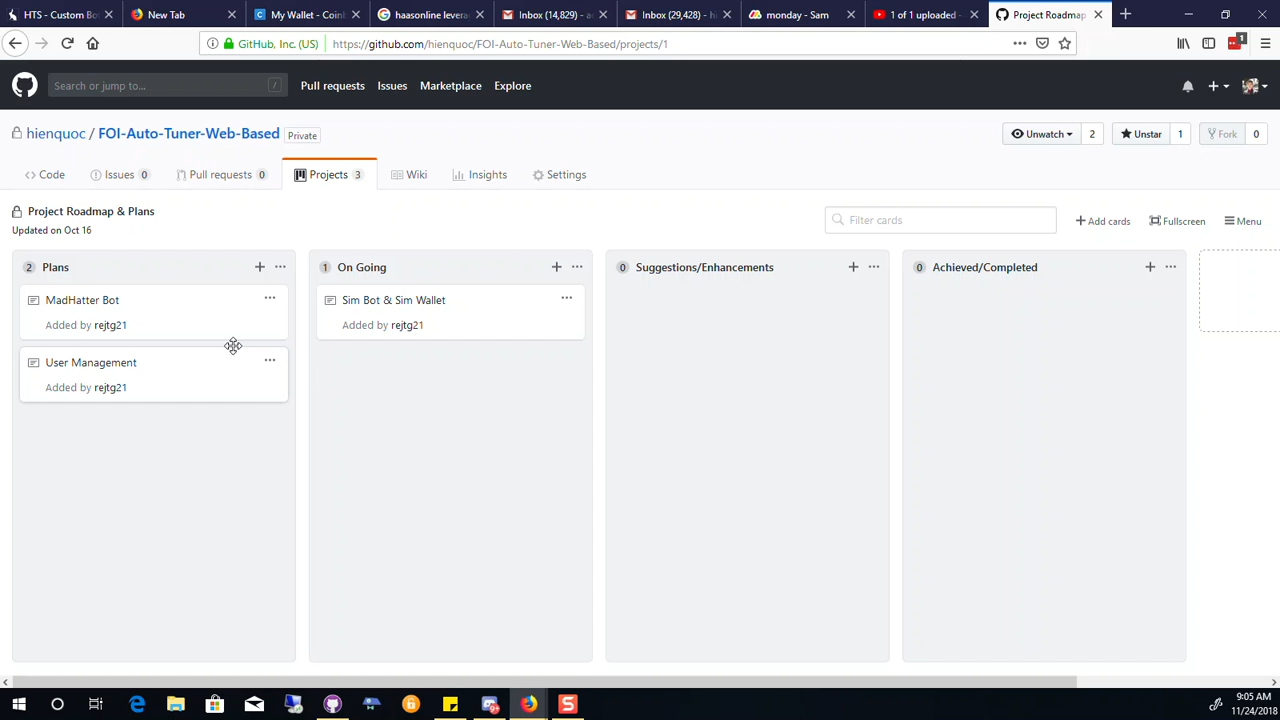 HTS - Custom Bot
New Tab
My Wallet - Coin
haasonline levera
Inbox (14,829) - a
Inbox (29,428) - h
monday - Sam
1 of 1 uploaded -
Project Roadmap
GitHub, Inc. (US)
https://github.com/hienquoc/FOI-Auto-Tuner-Web-Based/projects/1
1
Search or jump to...
/
Pull requests
Issues
Marketplace
Explore
hienquoc / FOI-Auto-Tuner-Web-Based
Private
Unwatch
2
Unstar
1
Fork
0
Code
Issues 0
Pull requests 0
Projects 3
Wiki
Insights
Settings
Project Roadmap & Plans
Updated on Oct 16
Filter cards
Add cards
Fullscreen
Menu
2 Plans
MadHatter Bot
Added by rejtg21
User Management
Added by rejtg21
1 On Going
Sim Bot & Sim Wallet
Added by rejtg21
0 Suggestions/Enhancements
0 Achieved/Completed
9:05 AM
11/24/2018